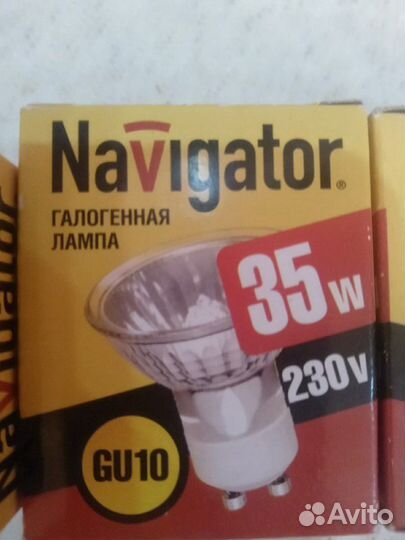 Navigator®
ГАЛОГЕННАЯ
ЛАМПА
35W
230V
GU10
Navigator
Avito